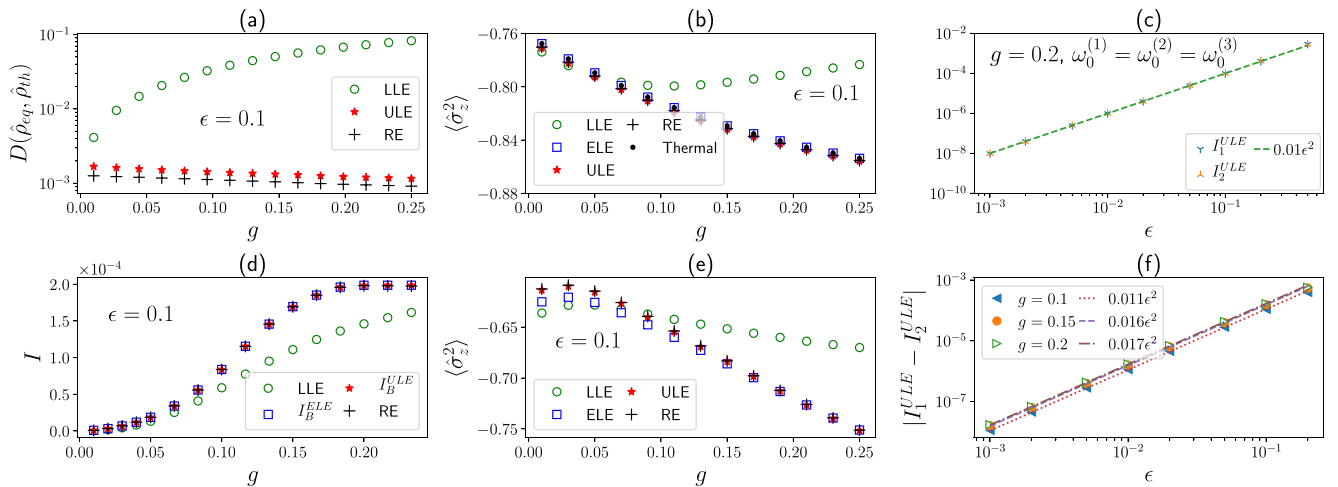 (a)
10⁻¹
10⁻²
10⁻³
D(ρ̂_eq, ρ̂_th)
ϵ = 0.1
LLE
ULE
RE
0.00 0.05 0.10 0.15 0.20 0.25
g
(b)
−0.76
−0.80
−0.84
−0.88
⟨σ̂_z^2⟩
ϵ = 0.1
LLE
ELE
ULE
RE
Thermal
0.00 0.05 0.10 0.15 0.20 0.25
g
(c)
10⁻²
10⁻⁴
10⁻⁶
10⁻⁸
10⁻¹⁰
g = 0.2, ω_0^(1) = ω_0^(2) = ω_0^(3)
I_1^ULE
I_2^ULE
0.01ϵ²
10⁻³ 10⁻² 10⁻¹
ϵ
(d)
×10⁻⁴
2.0
1.5
1.0
0.5
0.0
I
ϵ = 0.1
LLE
I_B^ELE
I_B^ULE
RE
0.00 0.05 0.10 0.15 0.20
g
(e)
−0.65
−0.70
−0.75
⟨σ̂_z^2⟩
ϵ = 0.1
LLE
ELE
ULE
RE
0.00 0.05 0.10 0.15 0.20 0.25
g
(f)
10⁻³
10⁻⁵
10⁻⁷
|I_1^ULE − I_2^ULE|
g = 0.1
g = 0.15
g = 0.2
0.011ϵ²
0.016ϵ²
0.017ϵ²
10⁻³ 10⁻² 10⁻¹
ϵ